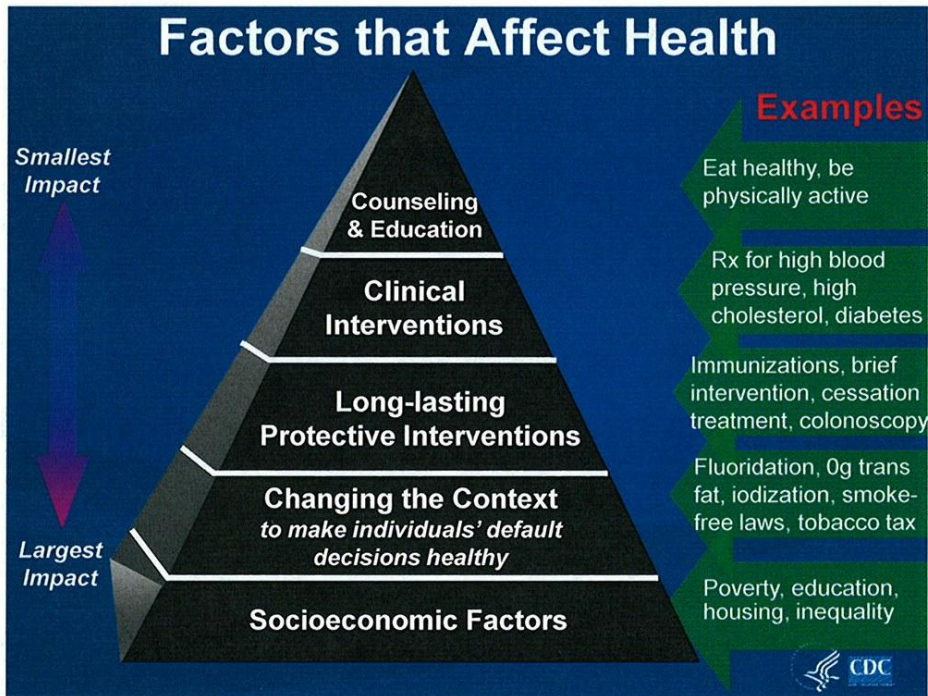 Factors that Affect Health
Examples
Smallest
Impact
Largest
Impact
Counseling
& Education
Eat healthy, be
physically active
Clinical
Interventions
Rx for high blood
pressure, high
cholesterol, diabetes
Long-lasting
Protective Interventions
Immunizations, brief
intervention, cessation
treatment, colonoscopy
Changing the Context
to make individuals' default
decisions healthy
Fluoridation, 0g trans
fat, iodization, smoke-
free laws, tobacco tax
Socioeconomic Factors
Poverty, education,
housing, inequality
CDC